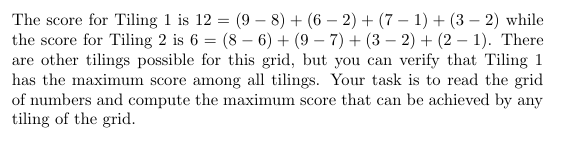 The score for Tiling 1 is 12 = (9 − 8) + (6 − 2) + (7 − 1) + (3 − 2) while
the score for Tiling 2 is 6 = (8 − 6) + (9 − 7) + (3 − 2) + (2 − 1). There
are other tilings possible for this grid, but you can verify that Tiling 1
has the maximum score among all tilings. Your task is to read the grid
of numbers and compute the maximum score that can be achieved by any
tiling of the grid.